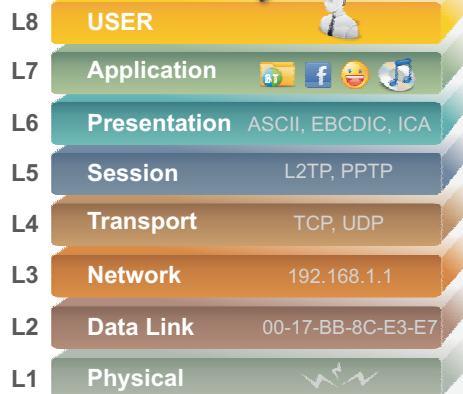 L8 USER
L7 Application BT f
L6 Presentation ASCII, EBCDIC, ICA
L5 Session L2TP, PPTP
L4 Transport TCP, UDP
L3 Network 192.168.1.1
L2 Data Link 00-17-BB-8C-E3-E7
L1 Physical